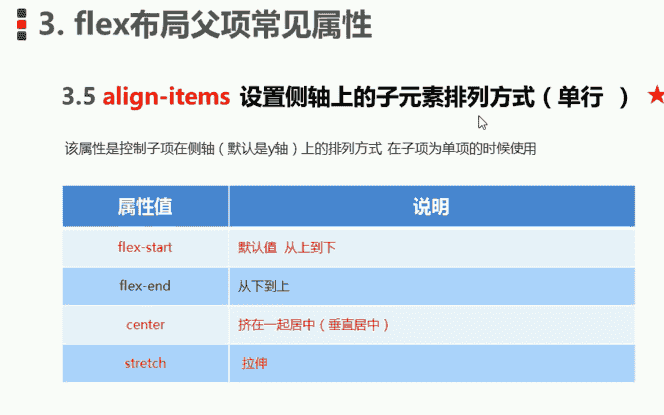 3. flex布局父项常见属性
3.5 align-items 设置侧轴上的子元素排列方式（单行 ）
该属性是控制子项在侧轴（默认是y轴）上的排列方式 在子项为单项的时候使用
属性值 说明
flex-start 默认值 从上到下
flex-end 从下到上
center 挤在一起居中（垂直居中）
stretch 拉伸